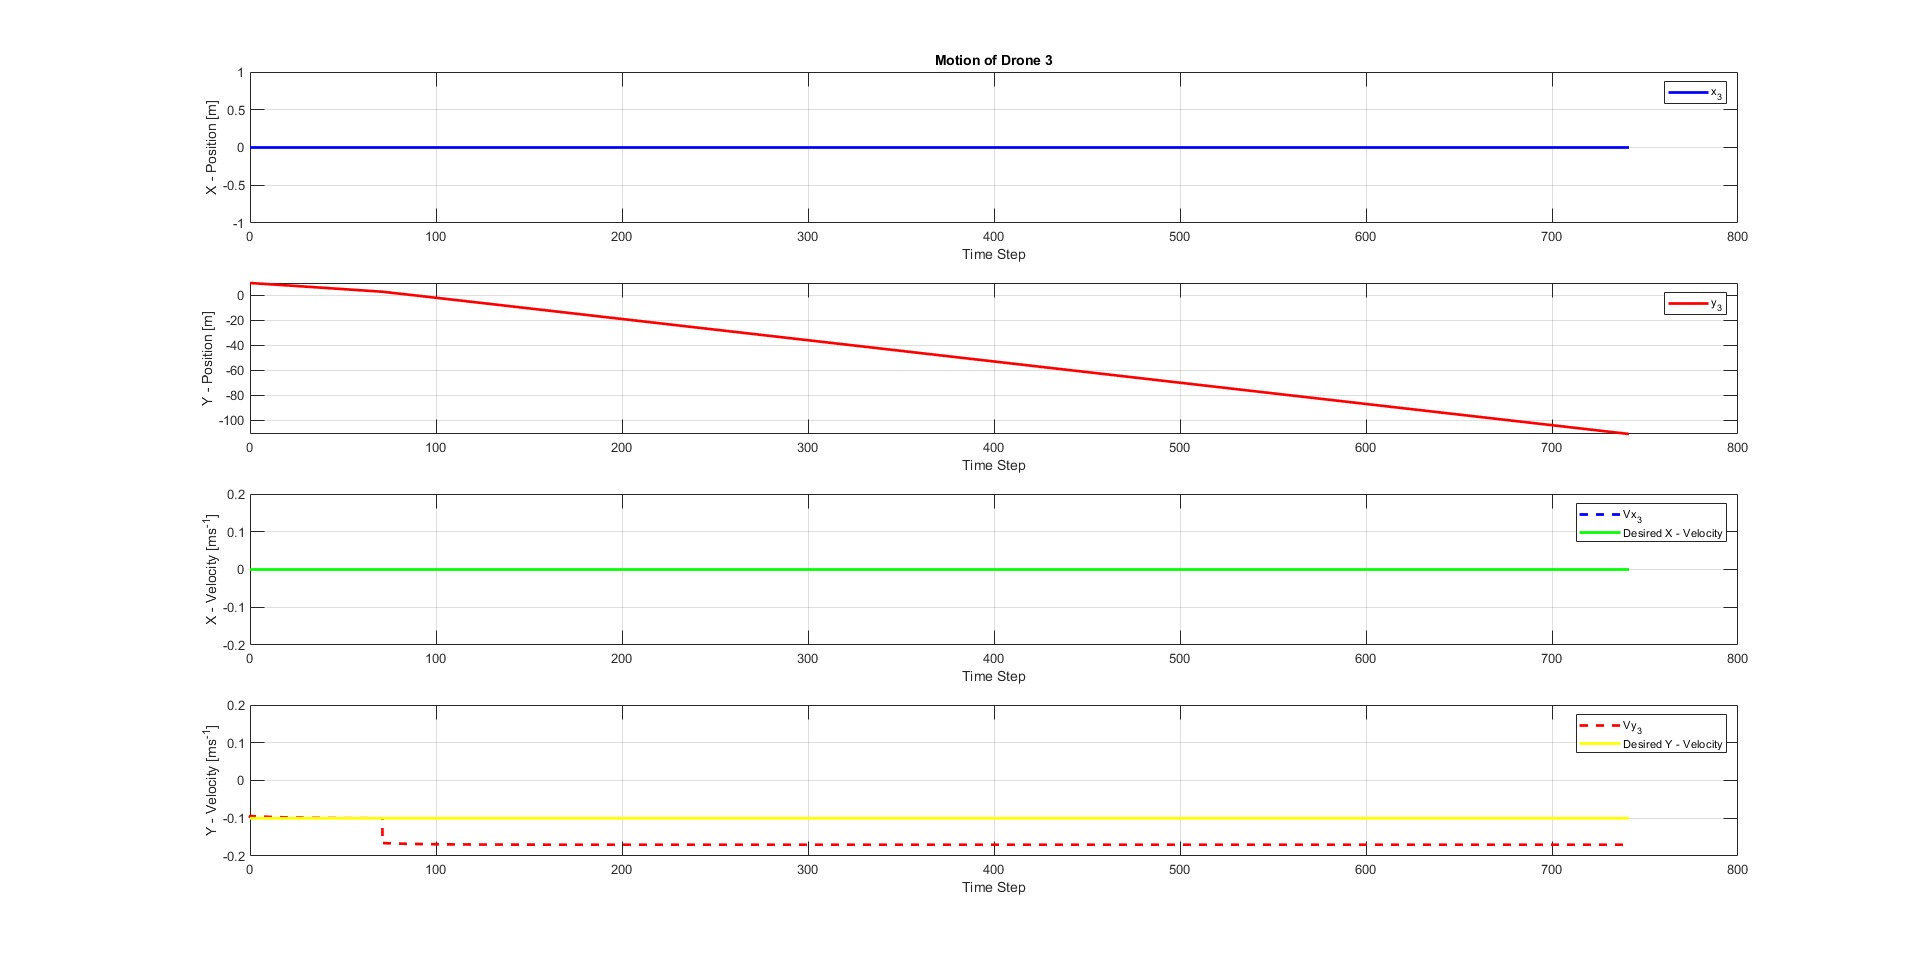 Motion of Drone 3
X - Position [m]
1
0.5
0
-0.5
-1
x3
0 100 200 300 400 500 600 700 800
Time Step
Y - Position [m]
0
-20
-40
-60
-80
-100
y3
0 100 200 300 400 500 600 700 800
Time Step
X - Velocity [ms-1]
0.2
0.1
0
-0.1
-0.2
Vx3
Desired X - Velocity
0 100 200 300 400 500 600 700 800
Time Step
Y - Velocity [ms-1]
0.2
0.1
0
-0.1
-0.2
Vy3
Desired Y - Velocity
0 100 200 300 400 500 600 700 800
Time Step